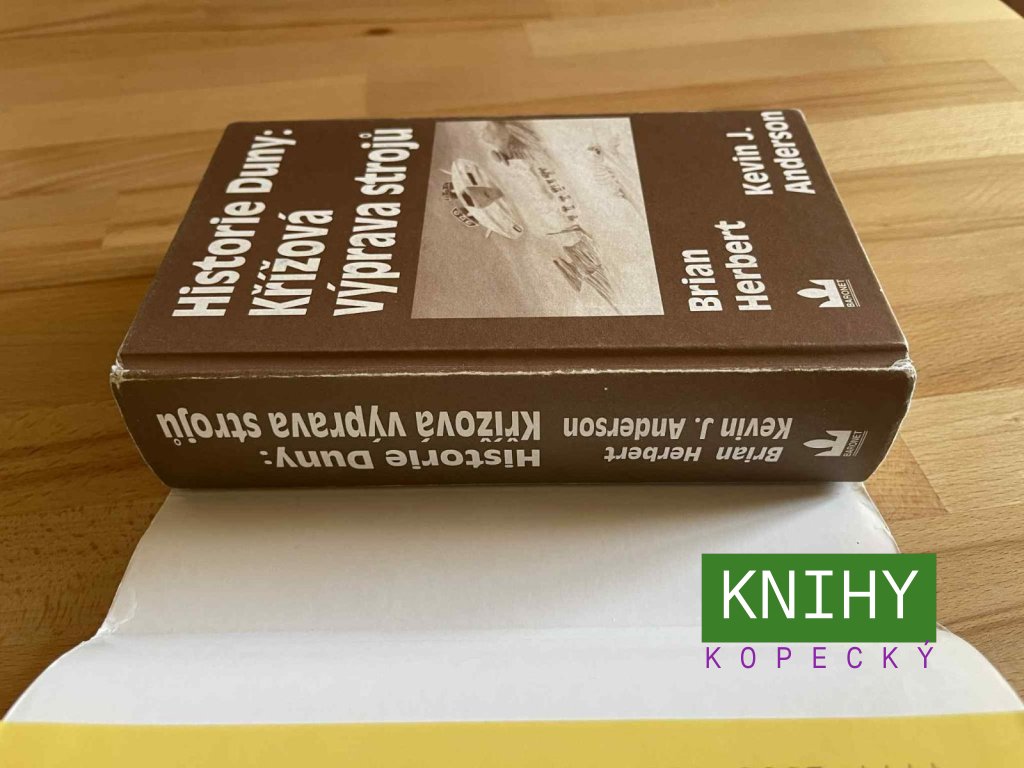 Historie Duny:
Křížová
výprava strojů
Brian
Herbert
Kevin J.
Anderson
BARONET
Historie Duny:
Křížová výprava strojů
Brian Herbert
Kevin J. Anderson
BARONET
KNIHY
KOPECKÝ